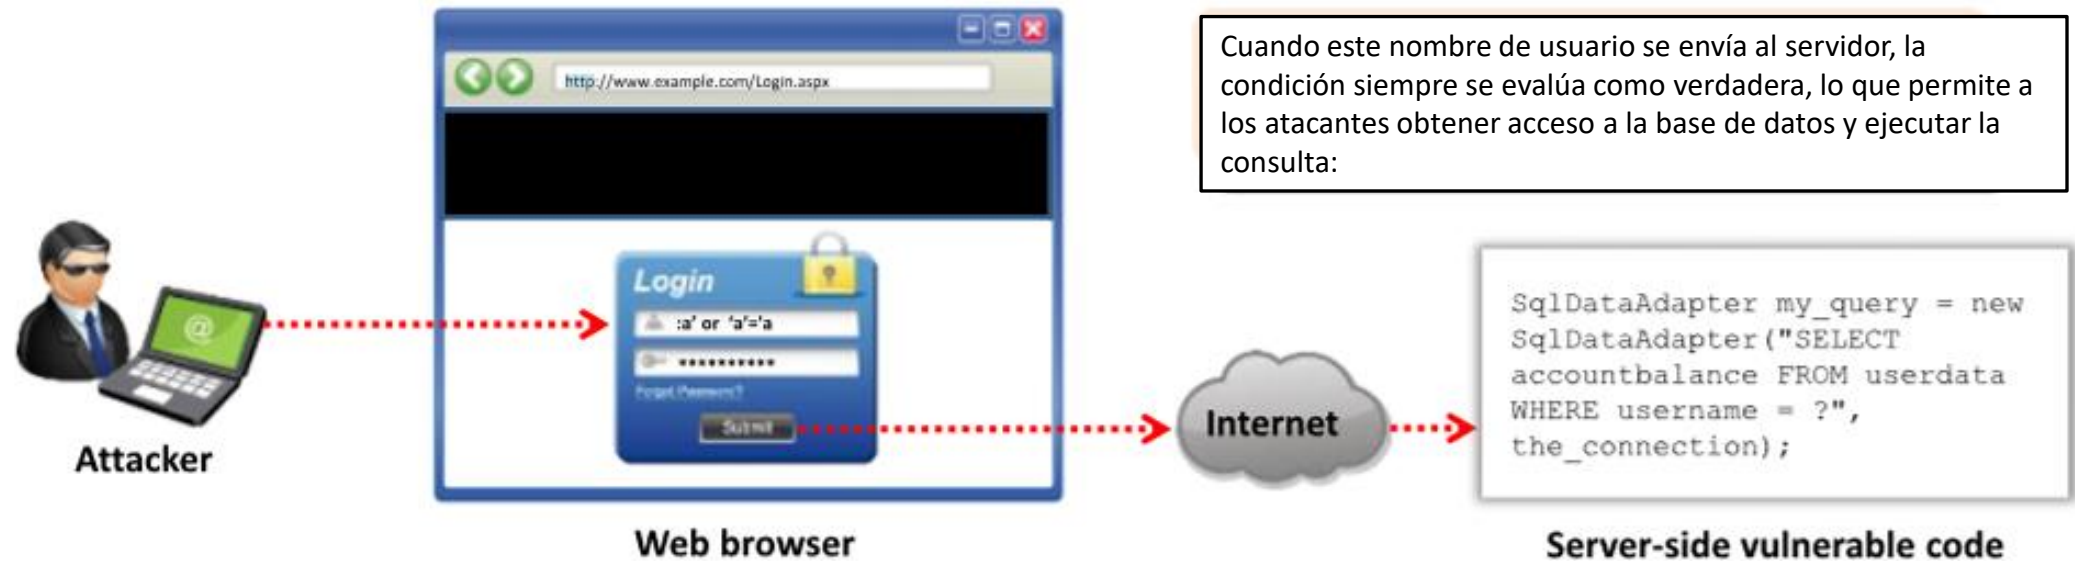 http://www.example.com/Login.aspx
Cuando este nombre de usuario se envía al servidor, la
condición siempre se evalúa como verdadera, lo que permite a
los atacantes obtener acceso a la base de datos y ejecutar la
consulta:
@
Login
:a’ or ‘a’=’a
**********
Forgot Password?
Submit
Attacker
Internet
SqlDataAdapter my_query = new
SqlDataAdapter("SELECT
accountbalance FROM userdata
WHERE username = ?",
the_connection);
Web browser
Server-side vulnerable code